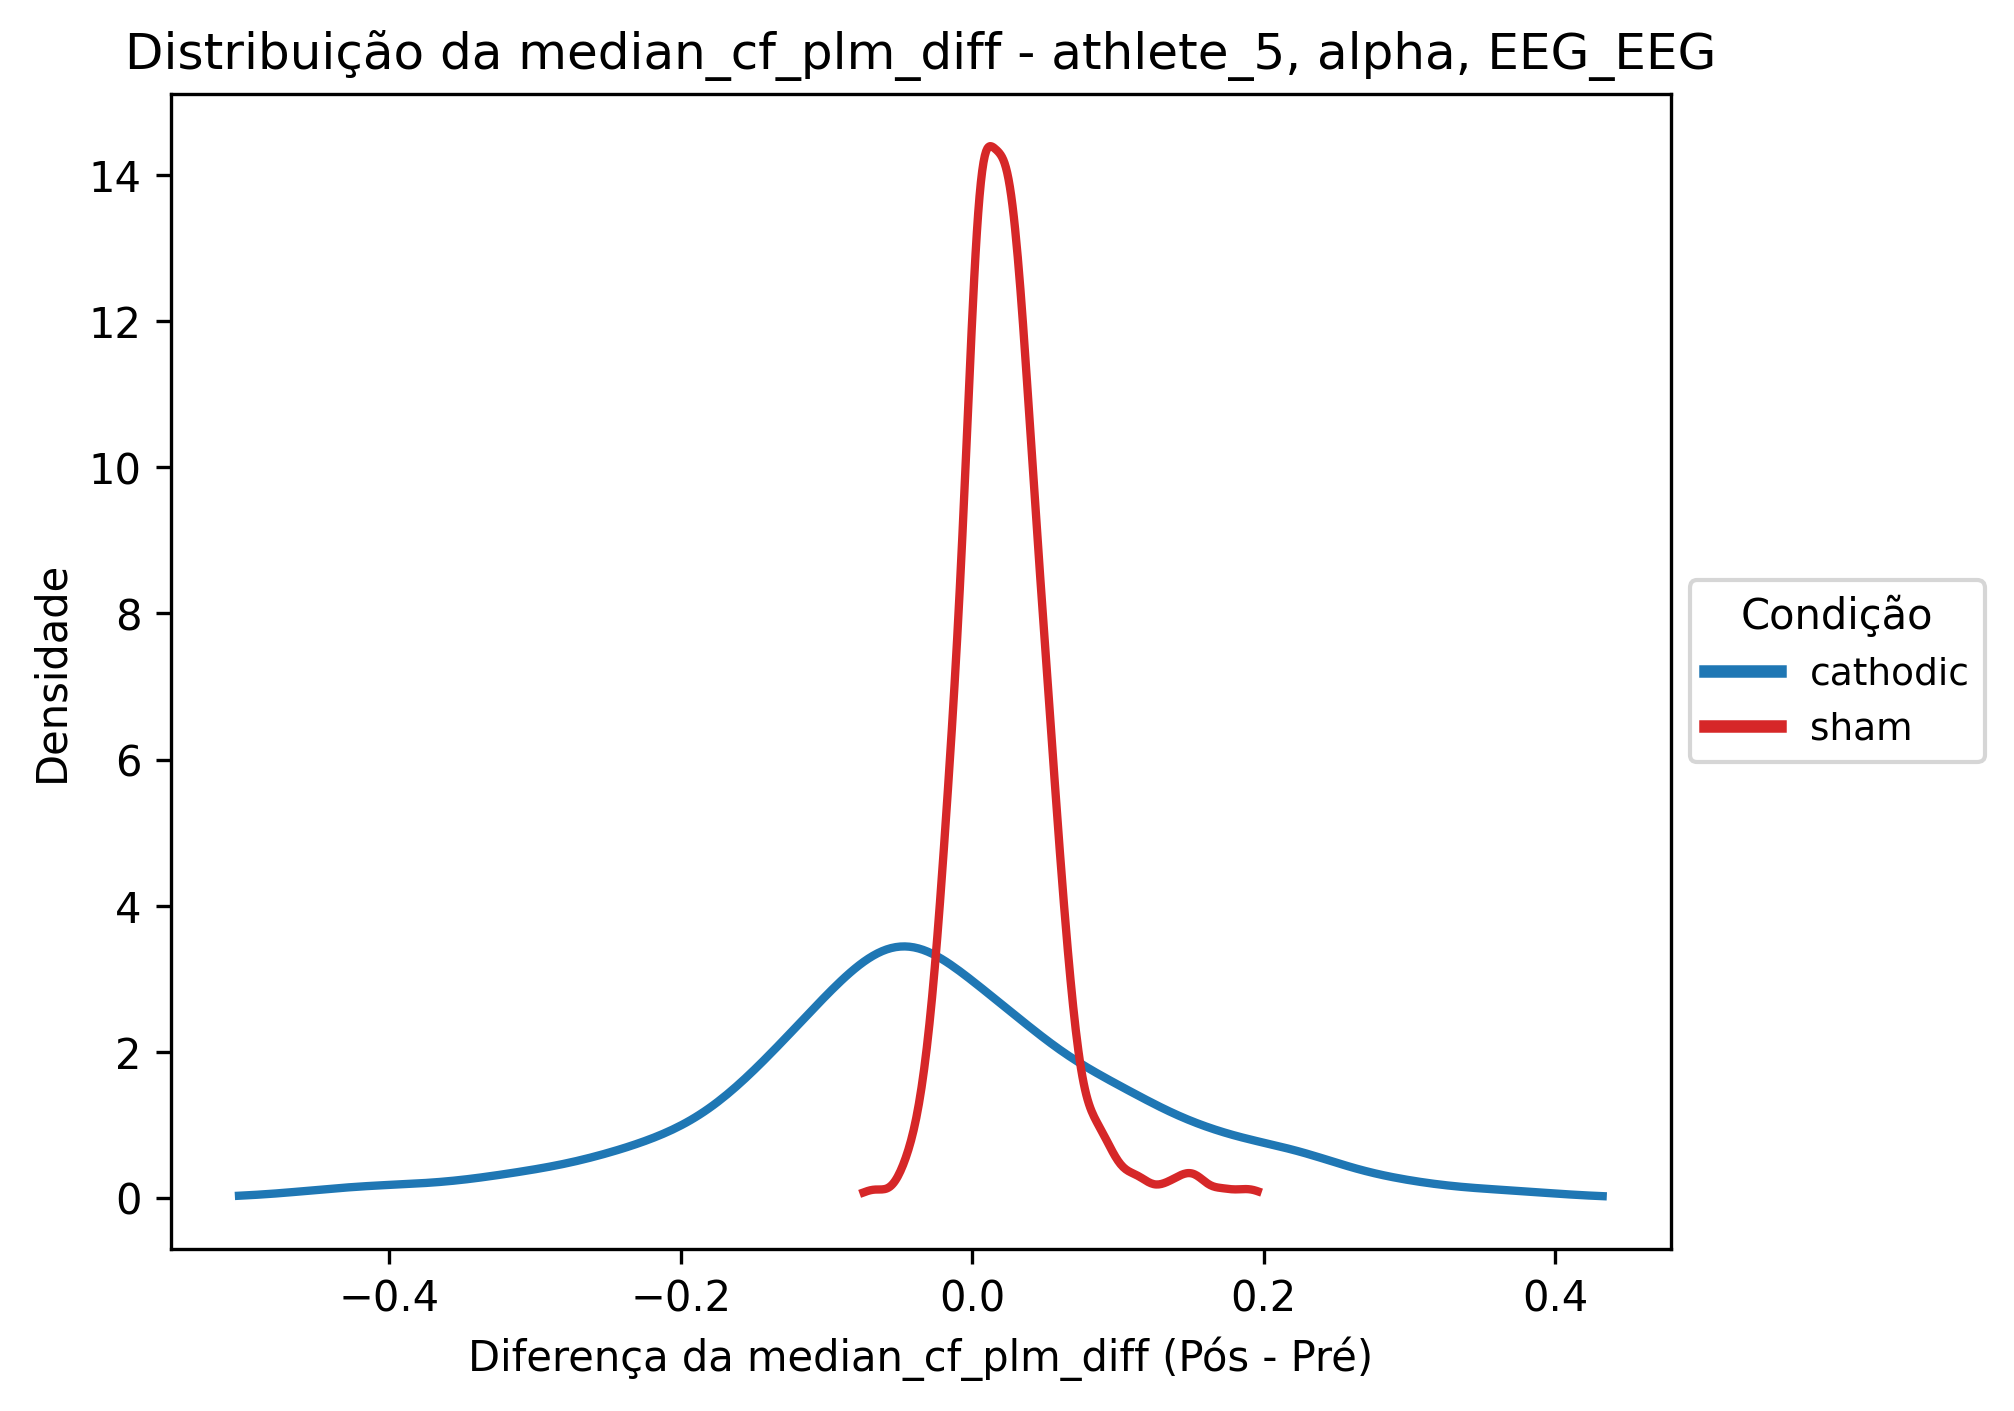 Distribuição da median_cf_plm_diff - athlete_5, alpha, EEG_EEG
14
12
10
8
6
4
2
0
Densidade
−0.4
−0.2
0.0
0.2
0.4
Diferença da median_cf_plm_diff (Pós - Pré)
Condição
cathodic
sham